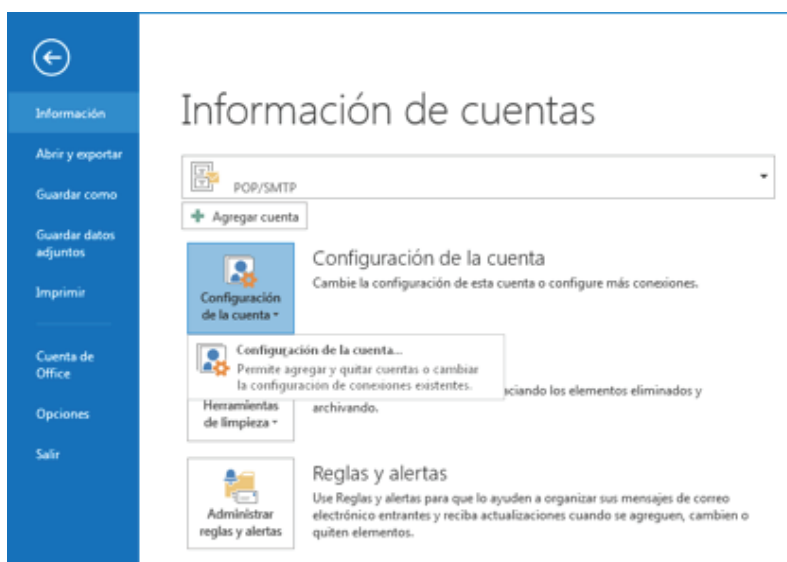 Información
Abrir y exportar
Guardar como
Guardar datos
adjuntos
Imprimir
Cuenta de
Office
Opciones
Salir
Información de cuentas
POP/SMTP
Agregar cuenta
Configuración
de la cuenta
Configuración de la cuenta
Cambie la configuración de esta cuenta o configure más conexiones.
Configuración de la cuenta...
Permite agregar y quitar cuentas o cambiar
la configuración de conexiones existentes.
Herramientas
de limpieza
aciando los elementos eliminados y
archivando.
Administrar
reglas y alertas
Reglas y alertas
Use Reglas y alertas para que lo ayuden a organizar sus mensajes de correo
electrónico entrantes y reciba actualizaciones cuando se agreguen, cambien o
quiten elementos.